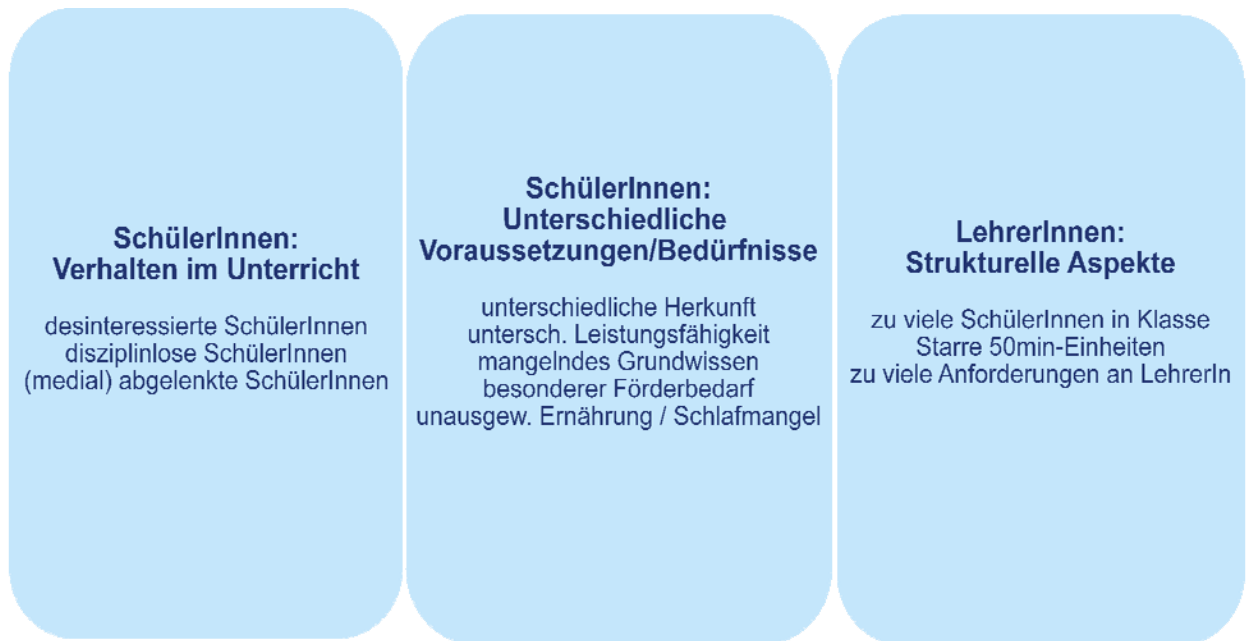 SchülerInnen:
Verhalten im Unterricht
desinteressierte SchülerInnen
disziplinlose SchülerInnen
(medial) abgelenkte SchülerInnen
SchülerInnen:
Unterschiedliche
Voraussetzungen/Bedürfnisse
unterschiedliche Herkunft
untersch. Leistungsfähigkeit
mangelndes Grundwissen
besonderer Förderbedarf
unausgew. Ernährung / Schlafmangel
LehrerInnen:
Strukturelle Aspekte
zu viele SchülerInnen in Klasse
Starre 50min-Einheiten
zu viele Anforderungen an LehrerIn